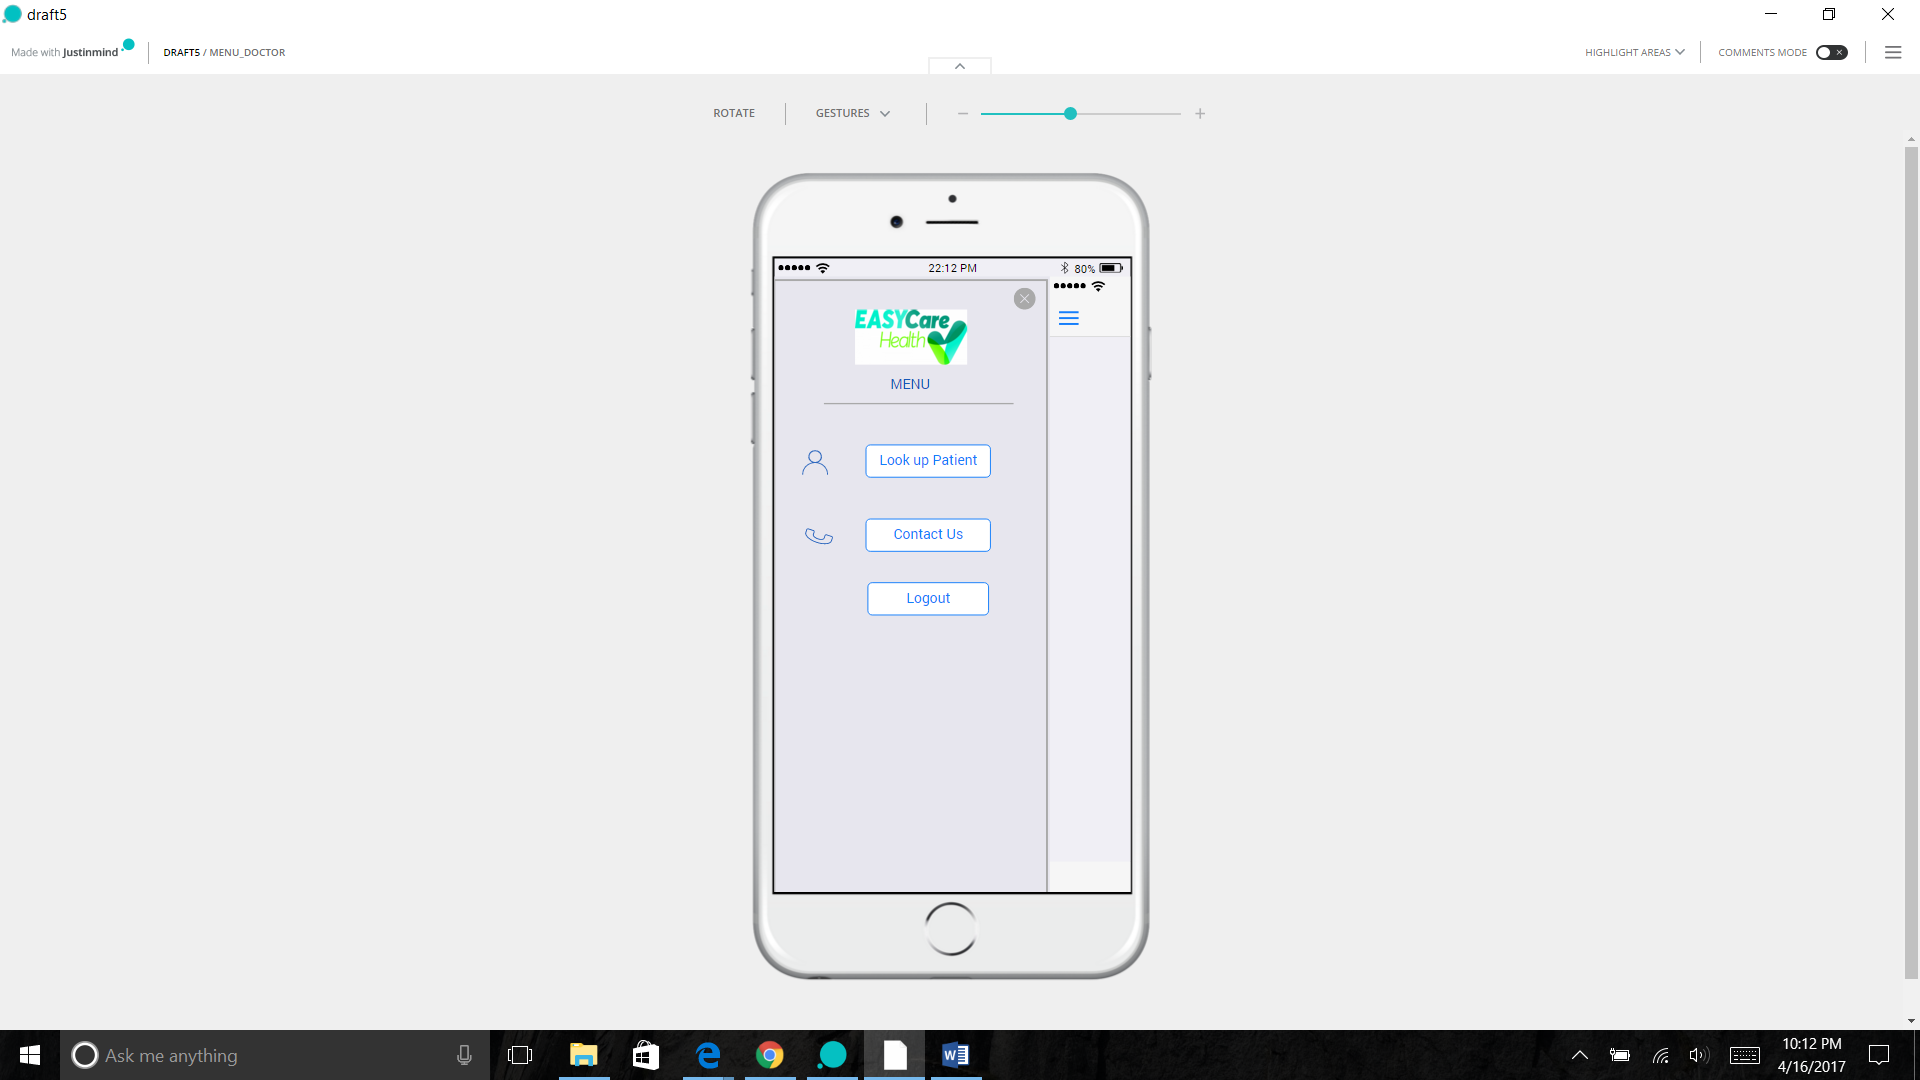 draft5
Made with Justinmind
DRAFT5 / MENU_DOCTOR
HIGHLIGHT AREAS
COMMENTS MODE
ROTATE
GESTURES
22:12 PM
80%
EASYCare
Health
MENU
Look up Patient
Contact Us
Logout
Ask me anything
10:12 PM
4/16/2017